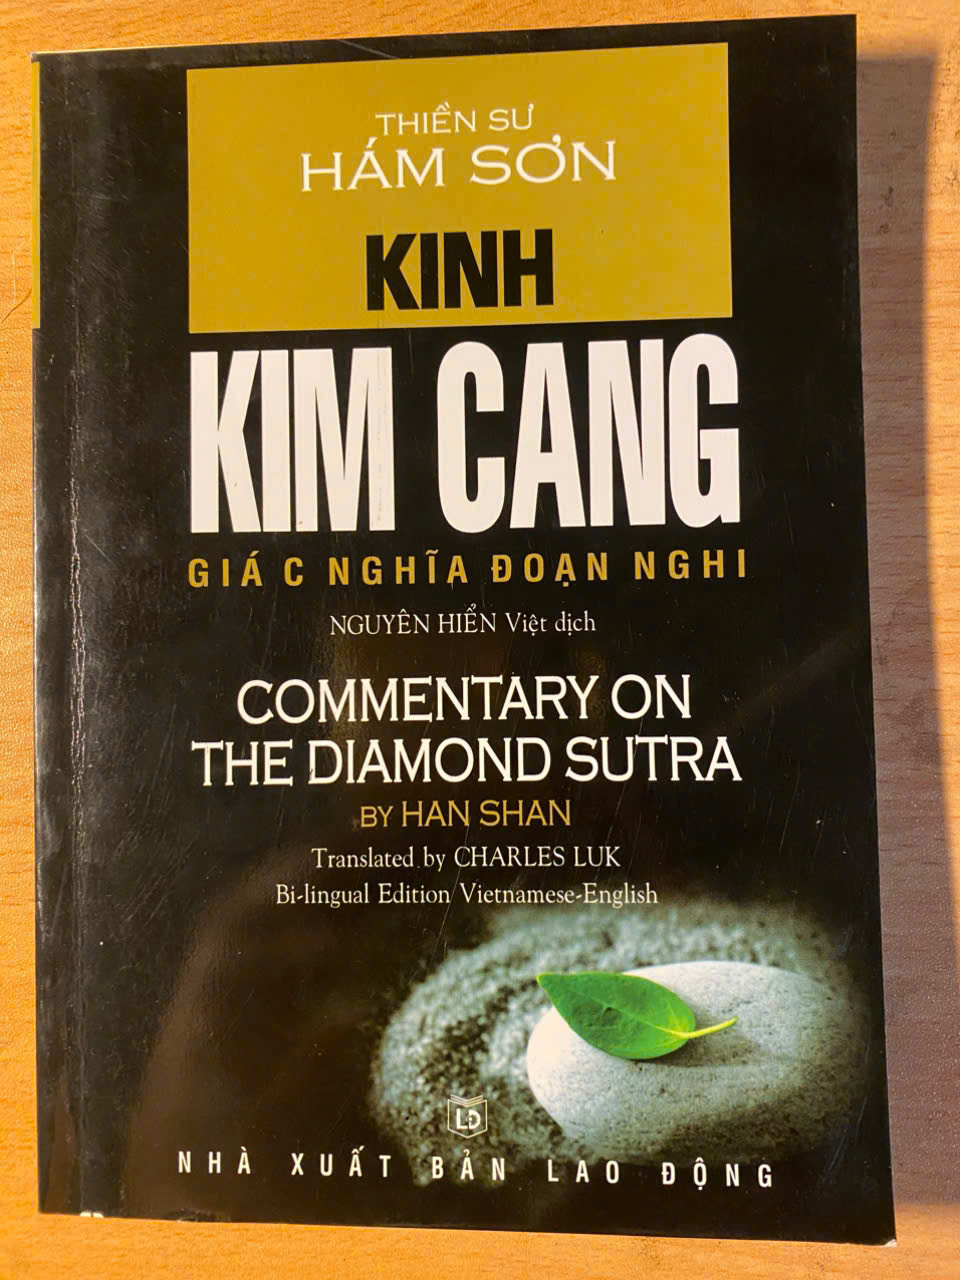 THIỀN SƯ
HÁM SƠN
KINH
KIM CANG
GIÁC NGHĨA ĐOẠN NGHI
NGUYÊN HIỂN Việt dịch
COMMENTARY ON
THE DIAMOND SUTRA
BY HAN SHAN
Translated by CHARLES LUK
Bi-lingual Edition Vietnamese-English
LĐ
NHÀ XUẤT BẢN LAO ĐỘNG